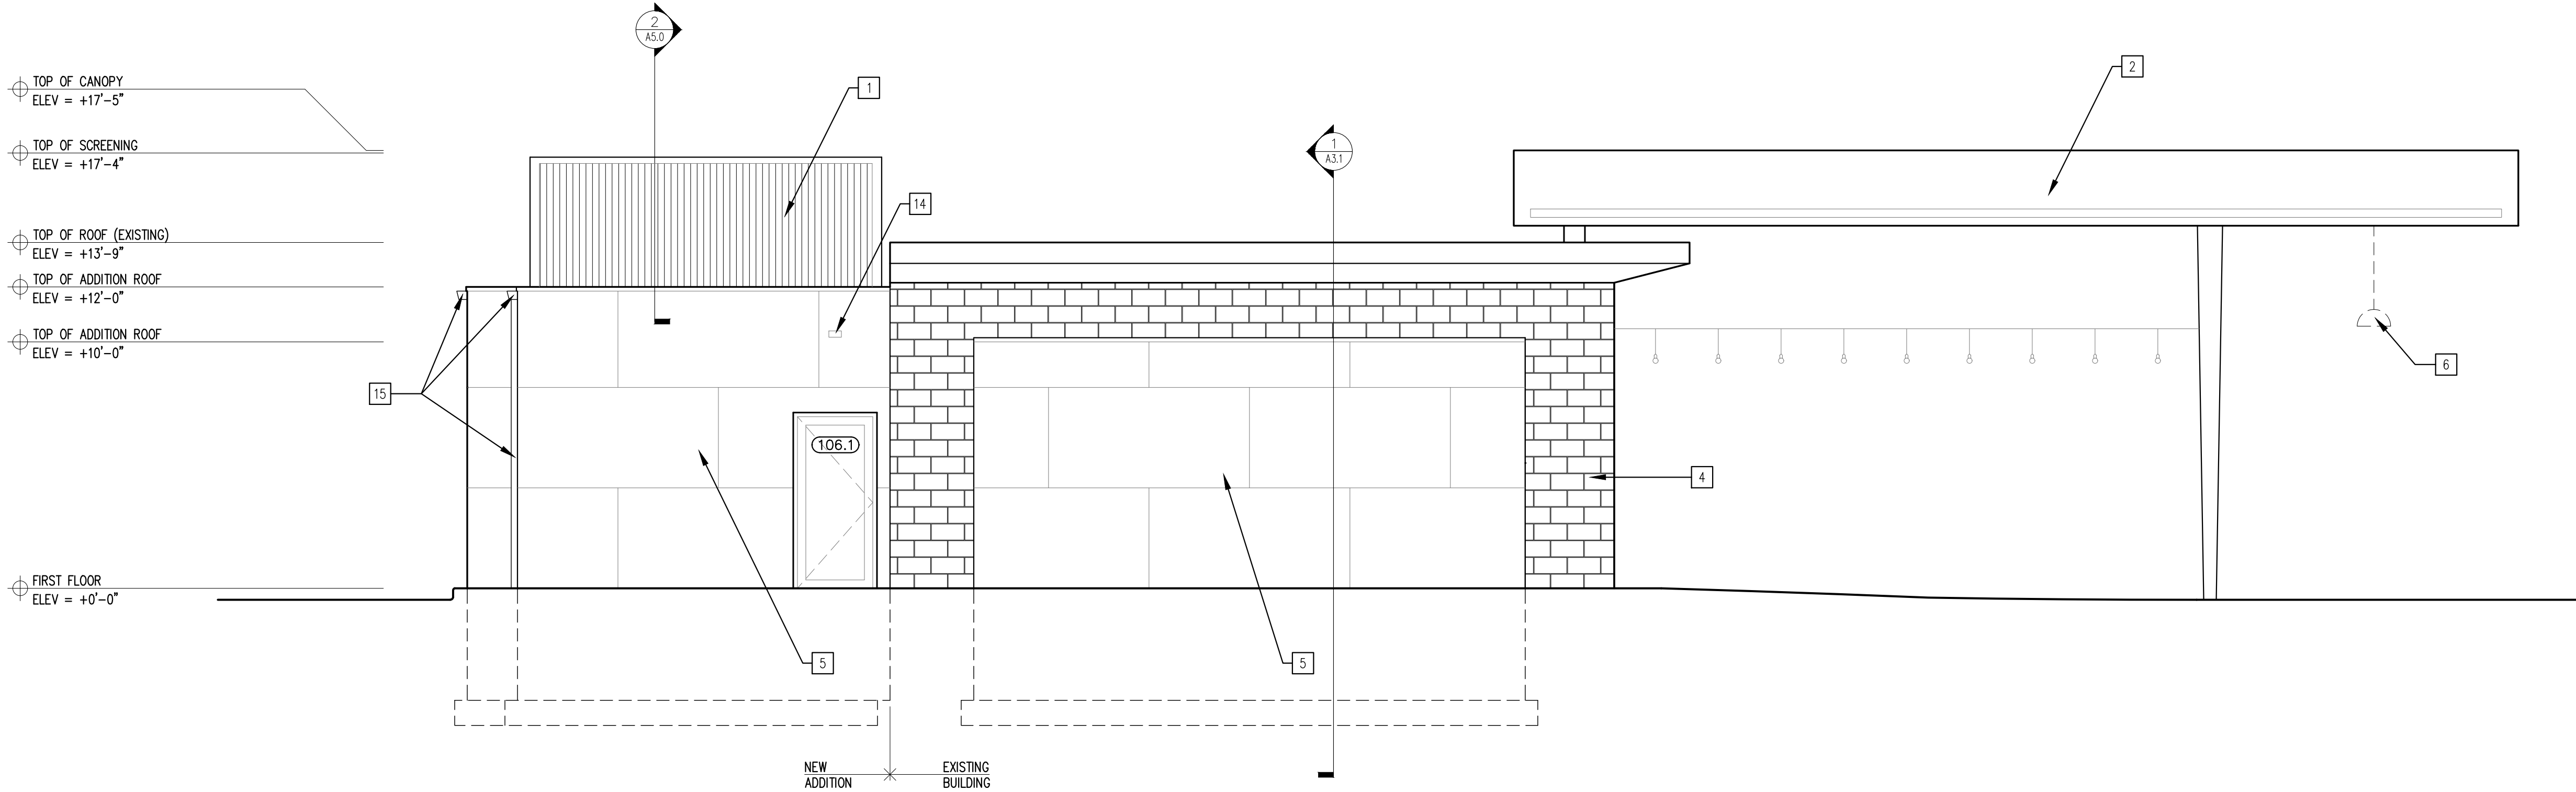 2
A5.0
TOP OF CANOPY
ELEV = +17'-5"
1
2
TOP OF SCREENING
ELEV = +17'-4"
1
A3.1
14
TOP OF ROOF (EXISTING)
ELEV = +13'-9"
TOP OF ADDITION ROOF
ELEV = +12'-0"
TOP OF ADDITION ROOF
ELEV = +10'-0"
15
6
106.1
4
FIRST FLOOR
ELEV = +0'-0"
5
5
NEW
ADDITION
EXISTING
BUILDING